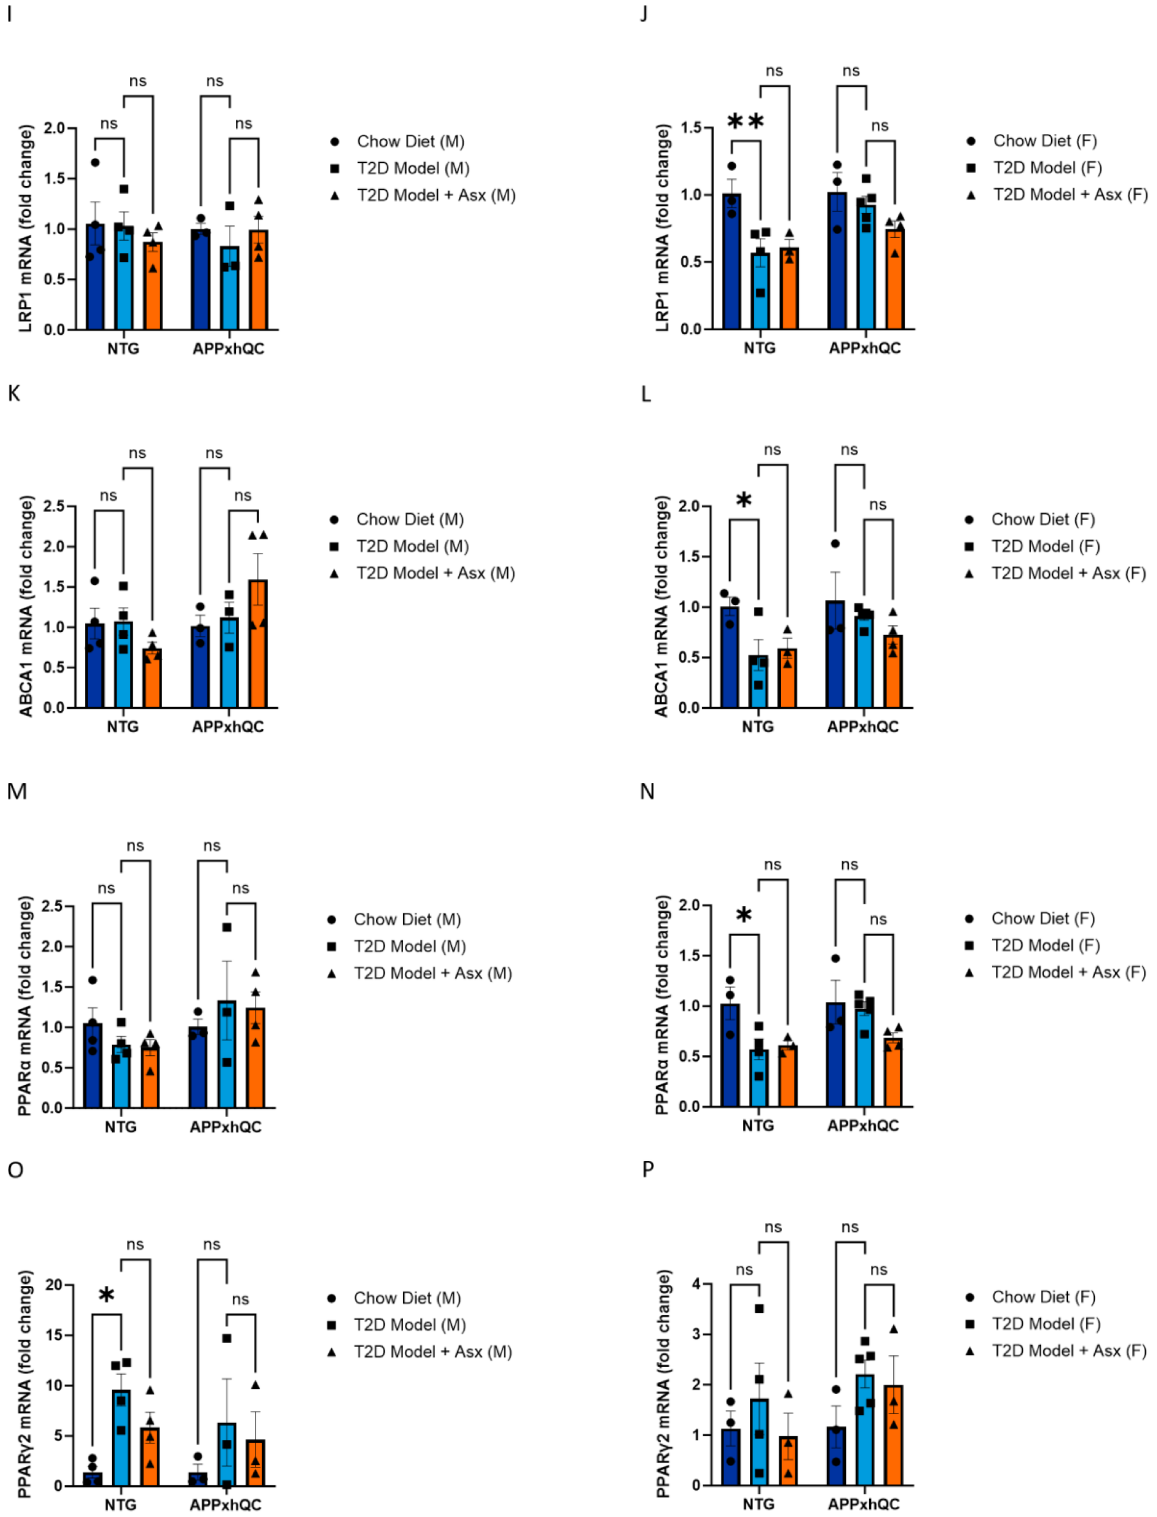 I
ns
ns
ns
ns
LRP1 mRNA (fold change)
2.0
1.5
1.0
0.5
0.0
NTG
APPxhQC
Chow Diet (M)
T2D Model (M)
T2D Model + Asx (M)
J
ns
ns
**
ns
LRP1 mRNA (fold change)
1.5
1.0
0.5
0.0
NTG
APPxhQC
Chow Diet (F)
T2D Model (F)
T2D Model + Asx (F)
K
ns
ns
ns
ns
ABCA1 mRNA (fold change)
2.5
2.0
1.5
1.0
0.5
0.0
NTG
APPxhQC
Chow Diet (M)
T2D Model (M)
T2D Model + Asx (M)
L
ns
ns
*
ns
ABCA1 mRNA (fold change)
2.0
1.5
1.0
0.5
0.0
NTG
APPxhQC
Chow Diet (F)
T2D Model (F)
T2D Model + Asx (F)
M
ns
ns
ns
ns
PPARα mRNA (fold change)
2.5
2.0
1.5
1.0
0.5
0.0
NTG
APPxhQC
Chow Diet (M)
T2D Model (M)
T2D Model + Asx (M)
N
ns
ns
*
ns
PPARα mRNA (fold change)
2.0
1.5
1.0
0.5
0.0
NTG
APPxhQC
Chow Diet (F)
T2D Model (F)
T2D Model + Asx (F)
O
ns
ns
*
ns
PPARγ2 mRNA (fold change)
20
15
10
5
0
NTG
APPxhQC
Chow Diet (M)
T2D Model (M)
T2D Model + Asx (M)
P
ns
ns
ns
ns
PPARγ2 mRNA (fold change)
4
3
2
1
0
NTG
APPxhQC
Chow Diet (F)
T2D Model (F)
T2D Model + Asx (F)